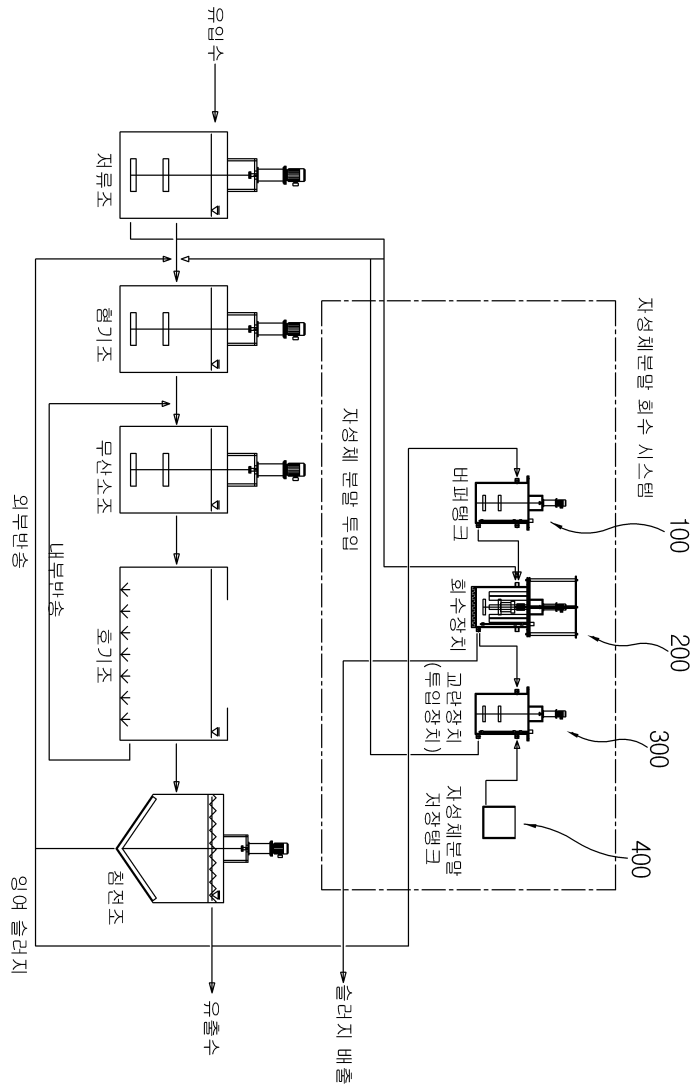 자성체분말 회수 시스템
100
200
300
400
버퍼탱크
회수장치
교란장치
(투입장치)
자성체분말
저장탱크
자성체 분말 투입
슬러지 배출
유입수
저류조
혐기조
무산소조
호기조
침전조
유출수
내부반송
외부반송
잉여 슬러지